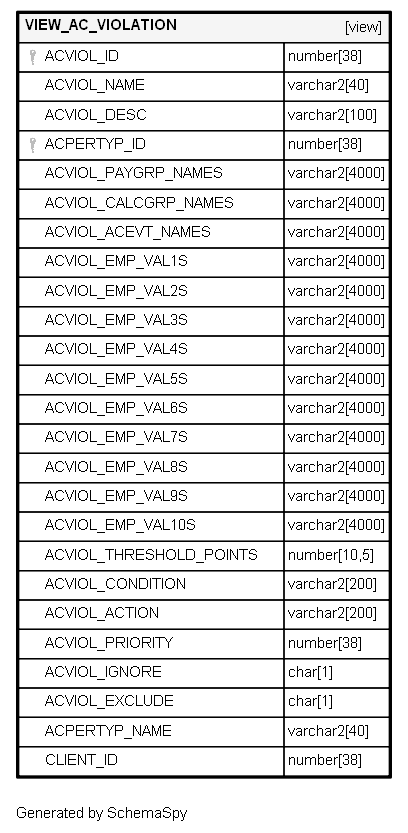 VIEW_AC_VIOLATION [view]
ACVIOL_ID number[38]
ACVIOL_NAME varchar2[40]
ACVIOL_DESC varchar2[100]
ACPERTYP_ID number[38]
ACVIOL_PAYGRP_NAMES varchar2[4000]
ACVIOL_CALCGRP_NAMES varchar2[4000]
ACVIOL_ACEVT_NAMES varchar2[4000]
ACVIOL_EMP_VAL1S varchar2[4000]
ACVIOL_EMP_VAL2S varchar2[4000]
ACVIOL_EMP_VAL3S varchar2[4000]
ACVIOL_EMP_VAL4S varchar2[4000]
ACVIOL_EMP_VAL5S varchar2[4000]
ACVIOL_EMP_VAL6S varchar2[4000]
ACVIOL_EMP_VAL7S varchar2[4000]
ACVIOL_EMP_VAL8S varchar2[4000]
ACVIOL_EMP_VAL9S varchar2[4000]
ACVIOL_EMP_VAL10S varchar2[4000]
ACVIOL_THRESHOLD_POINTS number[10,5]
ACVIOL_CONDITION varchar2[200]
ACVIOL_ACTION varchar2[200]
ACVIOL_PRIORITY number[38]
ACVIOL_IGNORE char[1]
ACVIOL_EXCLUDE char[1]
ACPERTYP_NAME varchar2[40]
CLIENT_ID number[38]
Generated by SchemaSpy